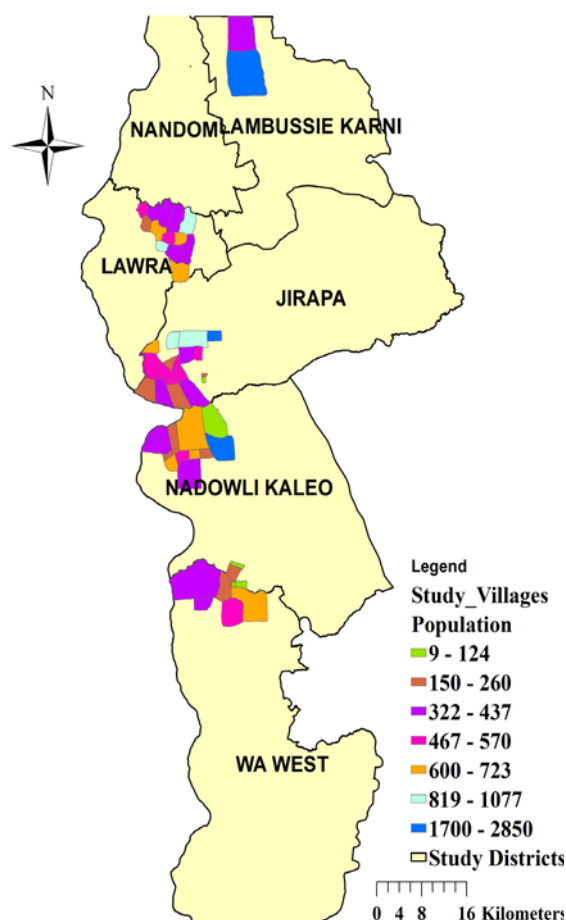 N
NANDOM
LAMBUSSIE KARNI
LAWRA
JIRAPA
NADOWLI KALEO
WA WEST
Legend
Study_Villages
Population
9 - 124
150 - 260
322 - 437
467 - 570
600 - 723
819 - 1077
1700 - 2850
Study Districts
0 4 8 16 Kilometers